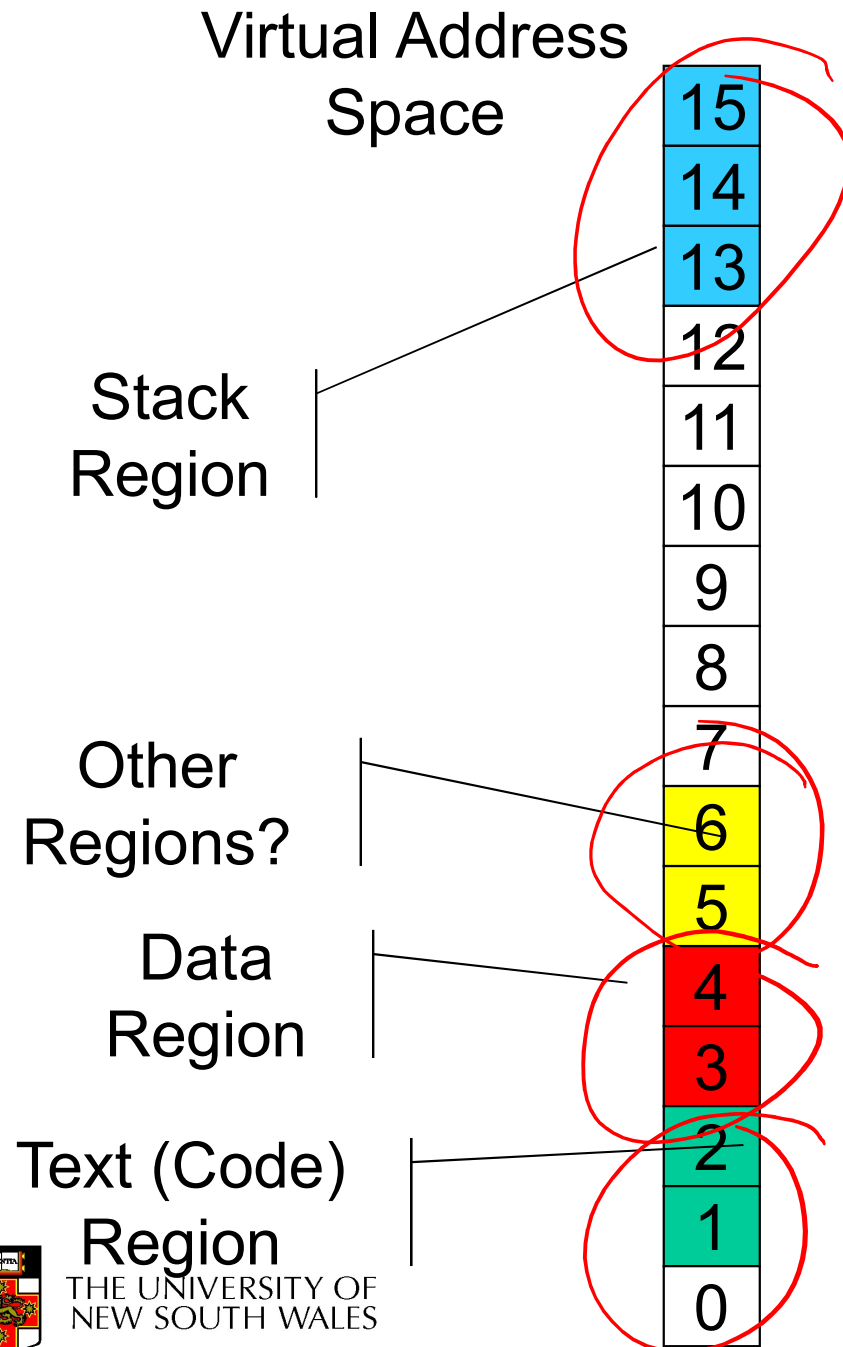 Virtual Address
Space
15
14
13
12
11
10
9
8
7
6
5
4
3
2
1
0
Stack
Region
Other
Regions?
Data
Region
Text (Code)
Region
THE UNIVERSITY OF
NEW SOUTH WALES